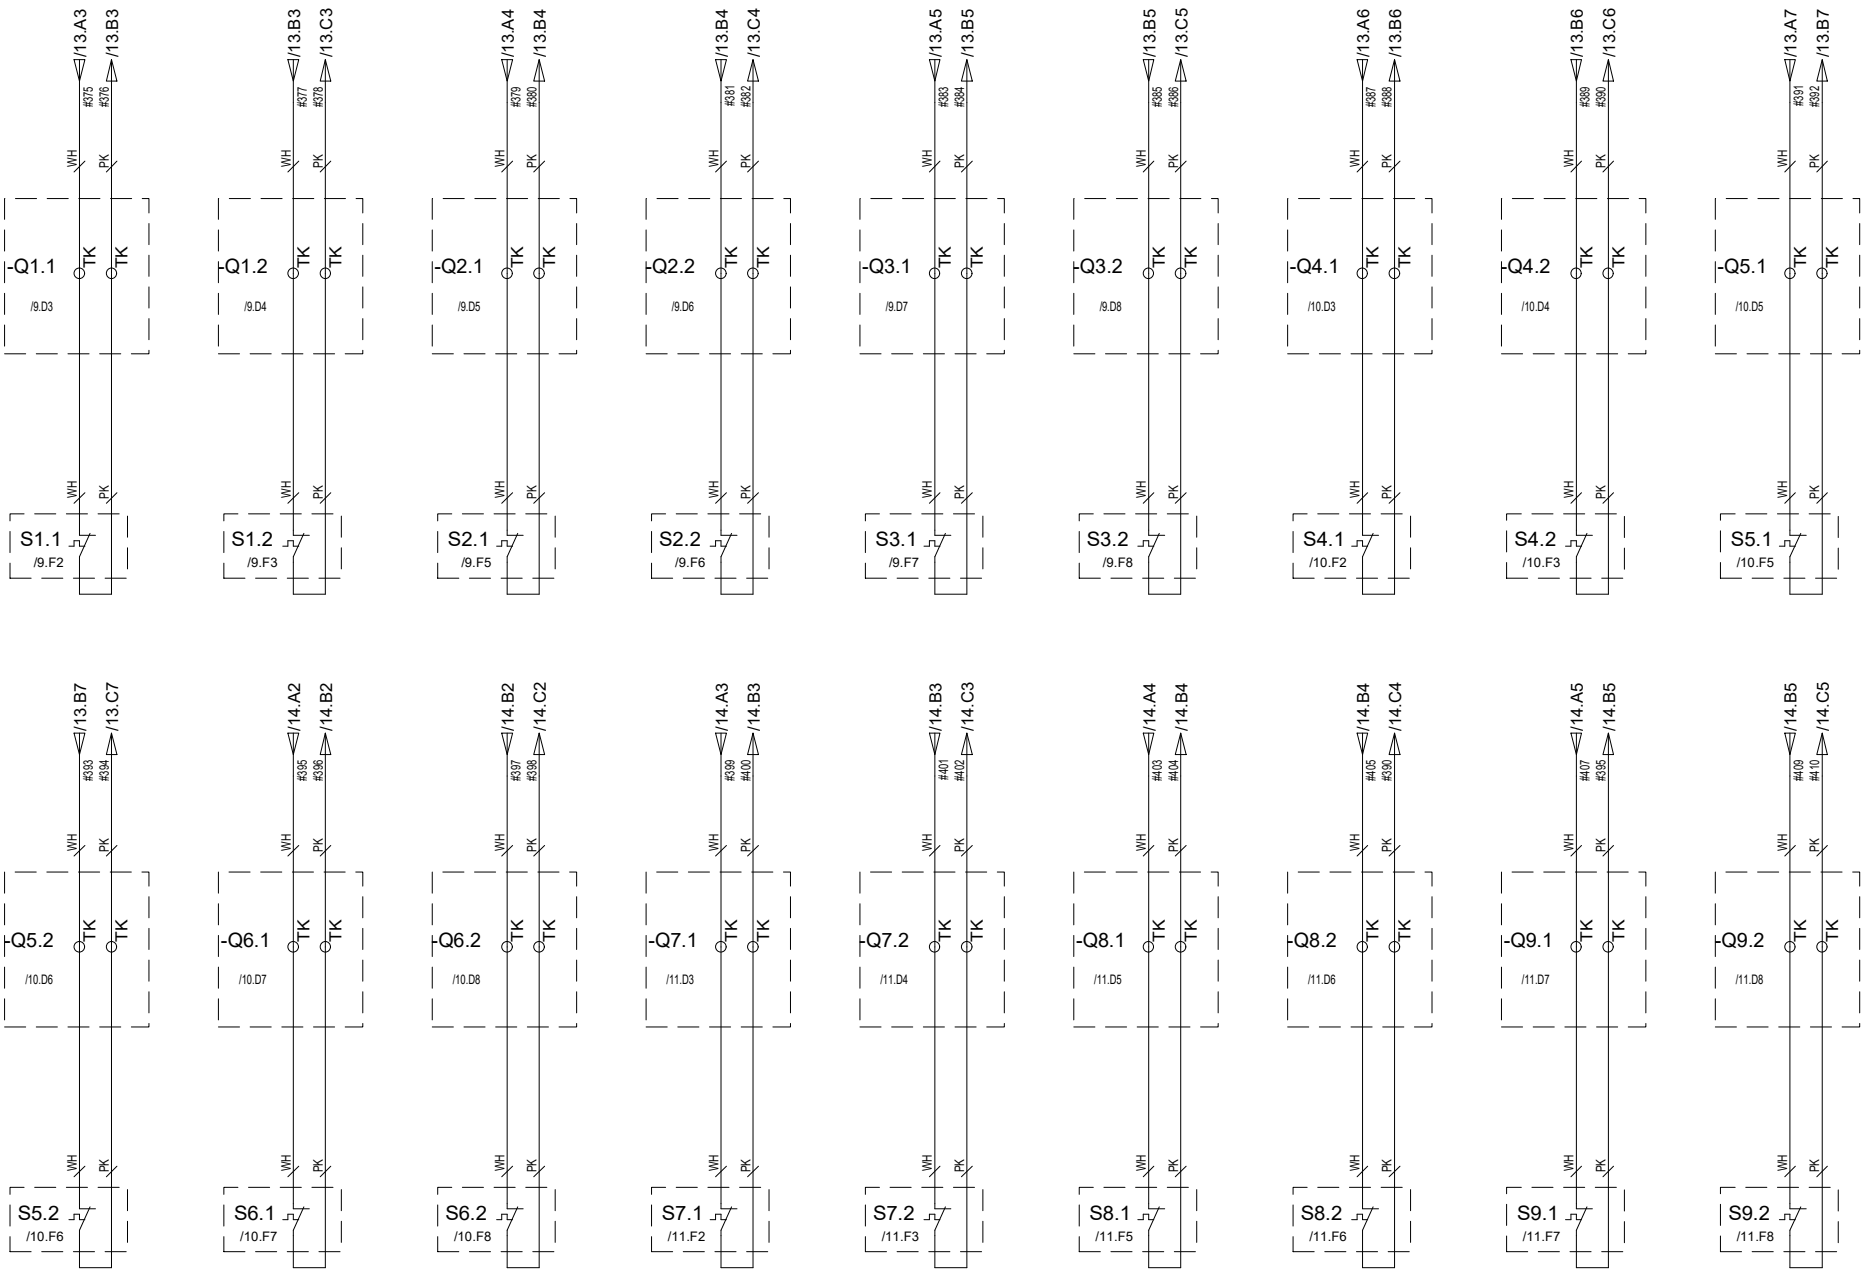 /13.A3 /13.B3 /13.B3 /13.C3 /13.A4 /13.B4 /13.B4 /13.C4 /13.A5 /13.B5 /13.B5 /13.C5 /13.A6 /13.B6 /13.B6 /13.C6 /13.A7 /13.B7
#375 #376 #377 #378 #379 #380 #381 #382 #383 #384 #385 #386 #387 #388 #389 #390 #391 #392
WH PK WH PK WH PK WH PK WH PK WH PK WH PK WH PK WH PK
TK TK TK TK TK TK TK TK TK TK TK TK TK TK TK TK TK TK
-Q1.1 -Q1.2 -Q2.1 -Q2.2 -Q3.1 -Q3.2 -Q4.1 -Q4.2 -Q5.1
/9.D3 /9.D4 /9.D5 /9.D6 /9.D7 /9.D8 /10.D3 /10.D4 /10.D5
WH PK WH PK WH PK WH PK WH PK WH PK WH PK WH PK WH PK
S1.1 S1.2 S2.1 S2.2 S3.1 S3.2 S4.1 S4.2 S5.1
/9.F2 /9.F3 /9.F5 /9.F6 /9.F7 /9.F8 /10.F2 /10.F3 /10.F5
/13.B7 /13.C7 /14.A2 /14.B2 /14.B2 /14.C2 /14.A3 /14.B3 /14.B3 /14.C3 /14.A4 /14.B4 /14.B4 /14.C4 /14.A5 /14.B5 /14.B5 /14.C5
#393 #394 #395 #396 #397 #398 #399 #400 #401 #402 #403 #404 #405 #390 #407 #395 #409 #410
WH PK WH PK WH PK WH PK WH PK WH PK WH PK WH PK WH PK
TK TK TK TK TK TK TK TK TK TK TK TK TK TK TK TK TK TK
-Q5.2 -Q6.1 -Q6.2 -Q7.1 -Q7.2 -Q8.1 -Q8.2 -Q9.1 -Q9.2
/10.D6 /10.D7 /10.D8 /11.D3 /11.D4 /11.D5 /11.D6 /11.D7 /11.D8
WH PK WH PK WH PK WH PK WH PK WH PK WH PK WH PK WH PK
S5.2 S6.1 S6.2 S7.1 S7.2 S8.1 S8.2 S9.1 S9.2
/10.F6 /10.F7 /10.F8 /11.F2 /11.F3 /11.F5 /11.F6 /11.F7 /11.F8